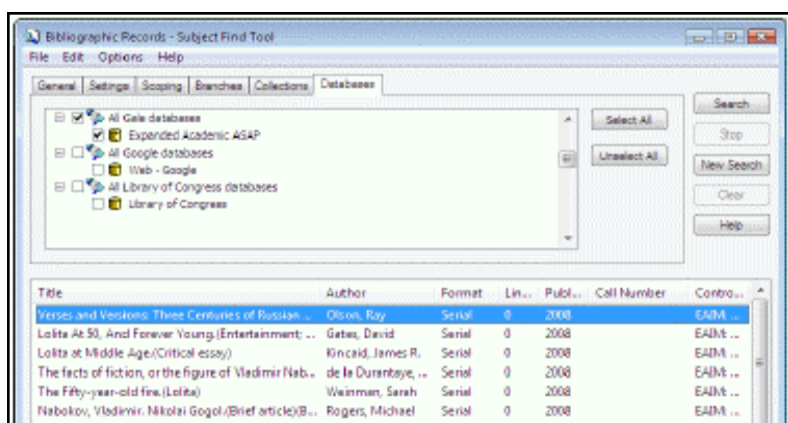 Bibliographic Records - Subject Find Tool
File Edit Options Help
General Settings Scoping Branches Collections Databases
All Gale databases
Expanded Academic ASAP
All Google databases
Web - Google
All Library of Congress databases
Library of Congress
Select All
Unselect All
Search
Stop
New Search
Clear
Help
Title Author Format Lin... Publ... Call Number Contro...
Verses and Versions: Three Centuries of Russian ... Olson, Ray Serial 0 2008 EAIM: ...
Lolita At 50, And Forever Young.(Entertainment; ... Gates, David Serial 0 2008 EAIM: ...
Lolita at Middle Age.(Critical essay) Kincaid, James R. Serial 0 2008 EAIM: ...
The facts of fiction, or the figure of Vladimir Nab... de la Durantaye, ... Serial 0 2008 EAIM: ...
The Fifty-year-old fire.(Lolita) Weinman, Sarah Serial 0 2008 EAIM: ...
Nabokov, Vladimir. Nikolai Gogol.(Brief article)(B... Rogers, Michael Serial 0 2008 EAIM: ...